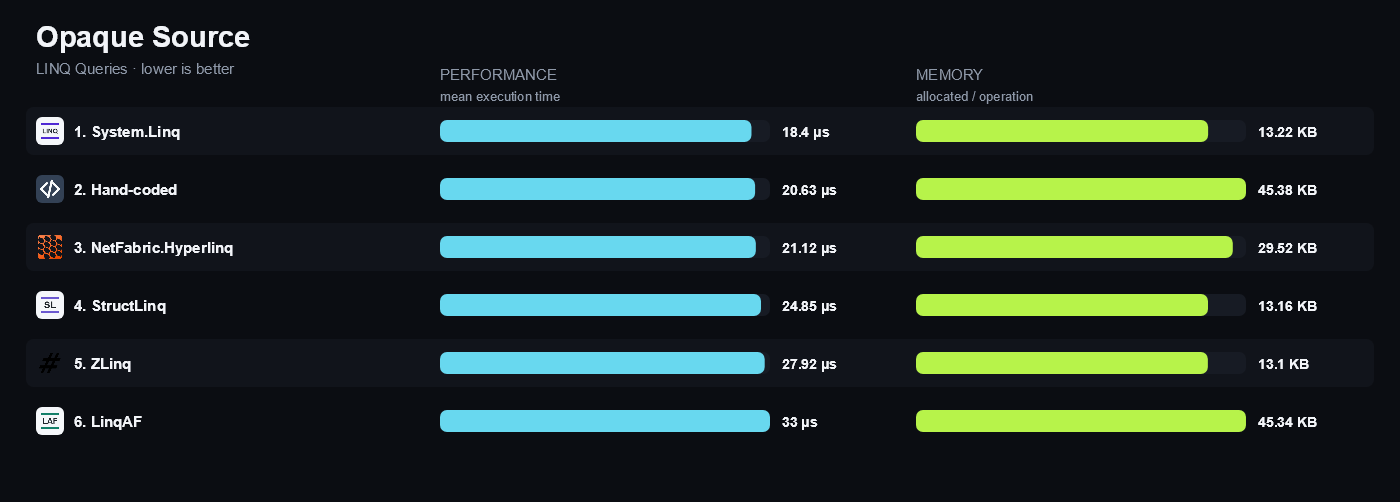 Opaque Source
LINQ Queries · lower is better
PERFORMANCE
mean execution time
MEMORY
allocated / operation
LINQ 1. System.Linq 18.4 µs 13.22 KB
</> 2. Hand-coded 20.63 µs 45.38 KB
3. NetFabric.Hyperlinq 21.12 µs 29.52 KB
SL 4. StructLinq 24.85 µs 13.16 KB
# 5. ZLinq 27.92 µs 13.1 KB
LAF 6. LinqAF 33 µs 45.34 KB